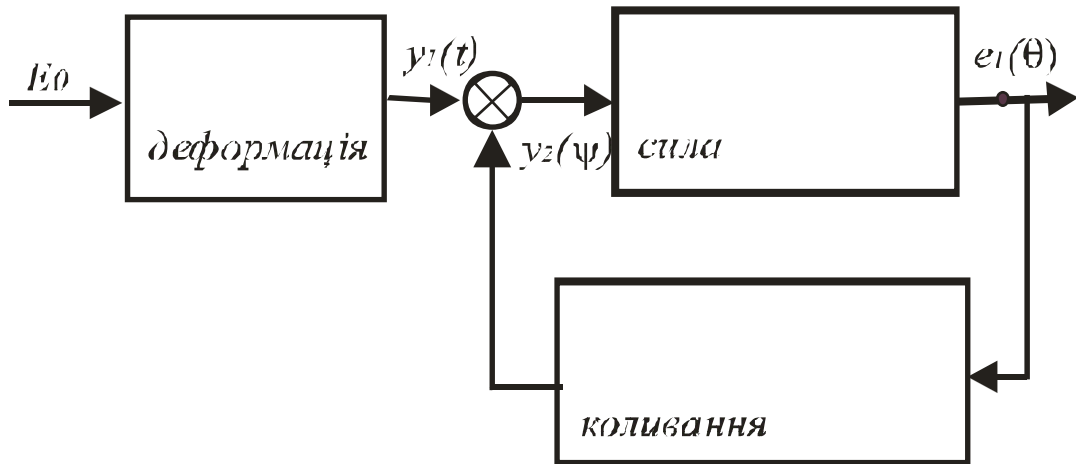 E0
деформація
y1(t)
y2(ψ)
сила
e1(θ)
коливання